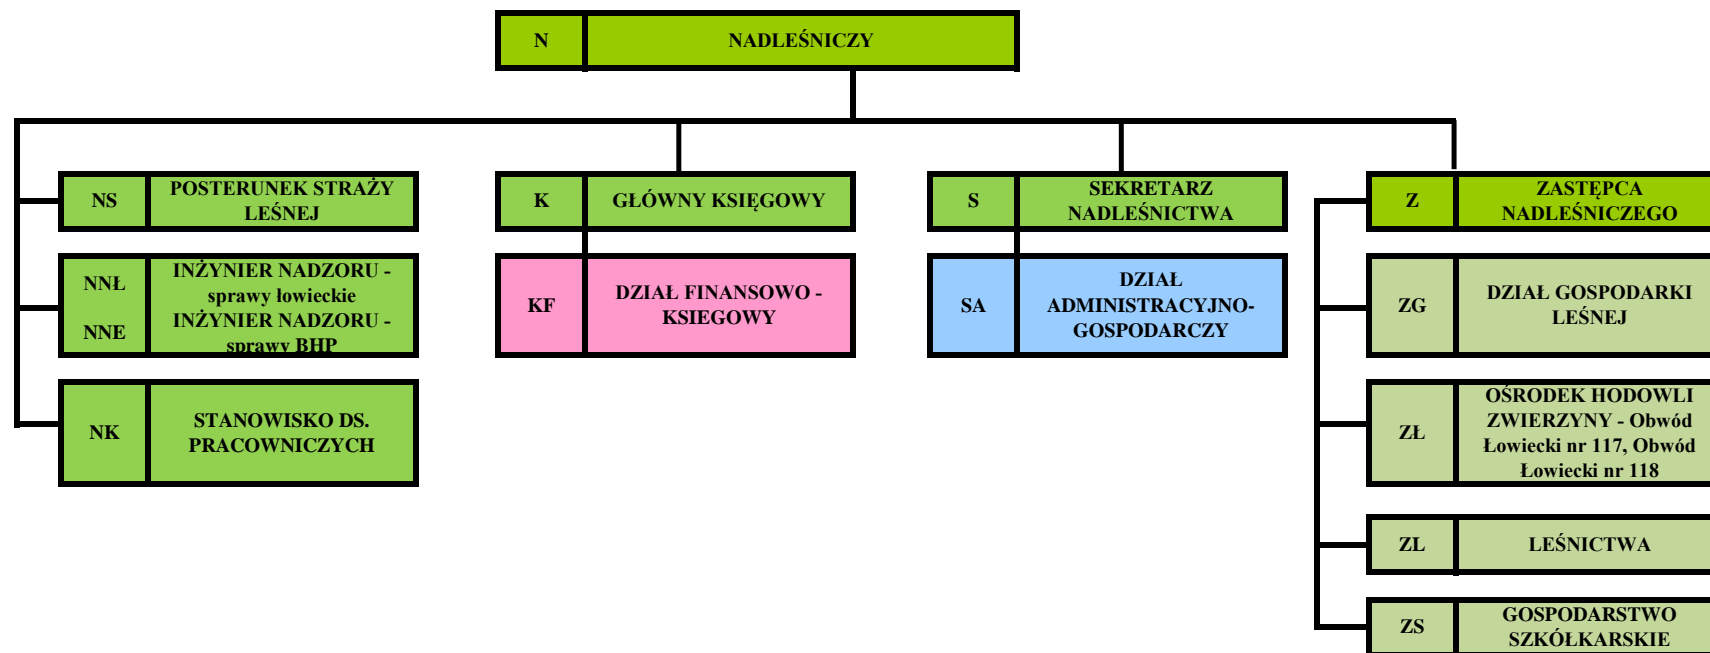 N NADLEŚNICZY
NS POSTERUNEK STRAŻY
LEŚNEJ
NNŁ INŻYNIER NADZORU -
sprawy łowieckie
NNE INŻYNIER NADZORU -
sprawy BHP
NK STANOWISKO DS.
PRACOWNICZYCH
K GŁÓWNY KSIĘGOWY
KF DZIAŁ FINANSOWO -
KSIEGOWY
S SEKRETARZ
NADLEŚNICTWA
SA DZIAŁ
ADMINISTRACYJNO-
GOSPODARCZY
Z ZASTĘPCA
NADLEŚNICZEGO
ZG DZIAŁ GOSPODARKI
LEŚNEJ
ZŁ OŚRODEK HODOWLI
ZWIERZYNY - Obwód
Łowiecki nr 117, Obwód
Łowiecki nr 118
ZL LEŚNICTWA
ZS GOSPODARSTWO
SZKÓŁKARSKIE